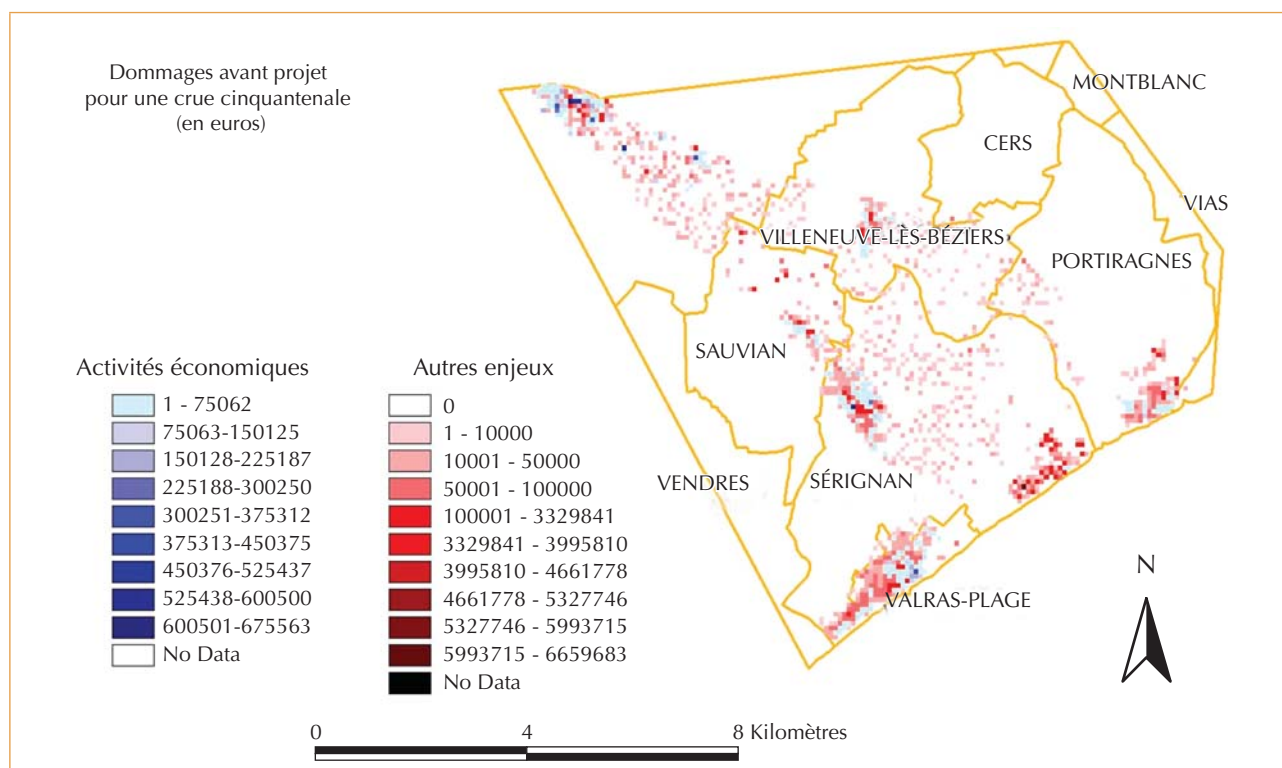 Dommages avant projet
pour une crue cinquantenale
(en euros)
MONTBLANC
CERS
VIAS
VILLENEUVE-LÈS-BÉZIERS
PORTIRAGNES
SAUVIAN
VENDRES
SÉRIGNAN
VALRAS-PLAGE
N
Activités économiques
1 - 75062
75063-150125
150128-225187
225188-300250
300251-375312
375313-450375
450376-525437
525438-600500
600501-675563
No Data
Autres enjeux
0
1 - 10000
10001 - 50000
50001 - 100000
100001 - 3329841
3329841 - 3995810
3995810 - 4661778
4661778 - 5327746
5327746 - 5993715
5993715 - 6659683
No Data
0 4 8 Kilomètres